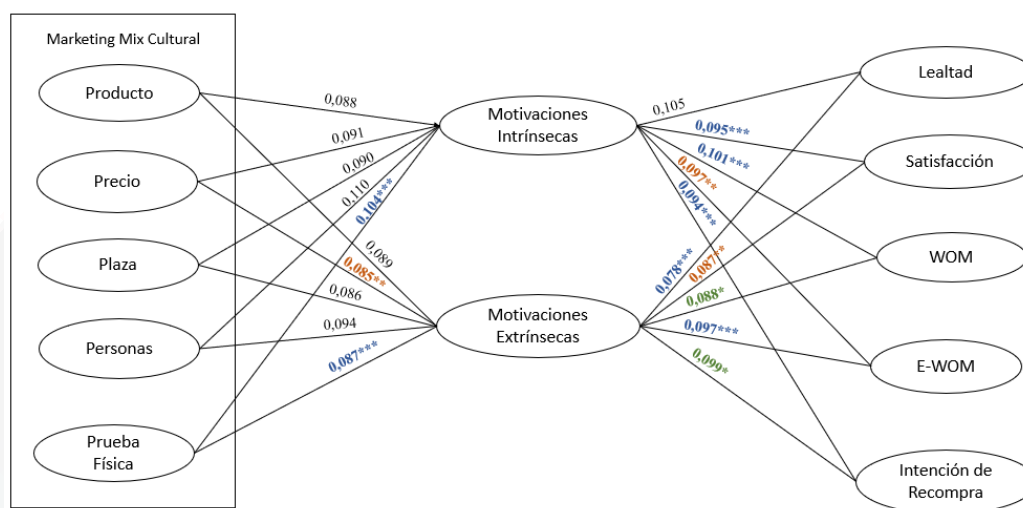 Marketing Mix Cultural
Producto
Precio
Plaza
Personas
Prueba
Física
0,088
0,091
0,090
0,110
0,104***
0,089
0,085**
0,086
0,094
0,087***
Motivaciones
Intrínsecas
Motivaciones
Extrínsecas
0,105
0,095***
0,101***
0,097**
0,094***
0,078***
0,087**
0,088*
0,097***
0,099*
Lealtad
Satisfacción
WOM
E-WOM
Intención de
Recompra